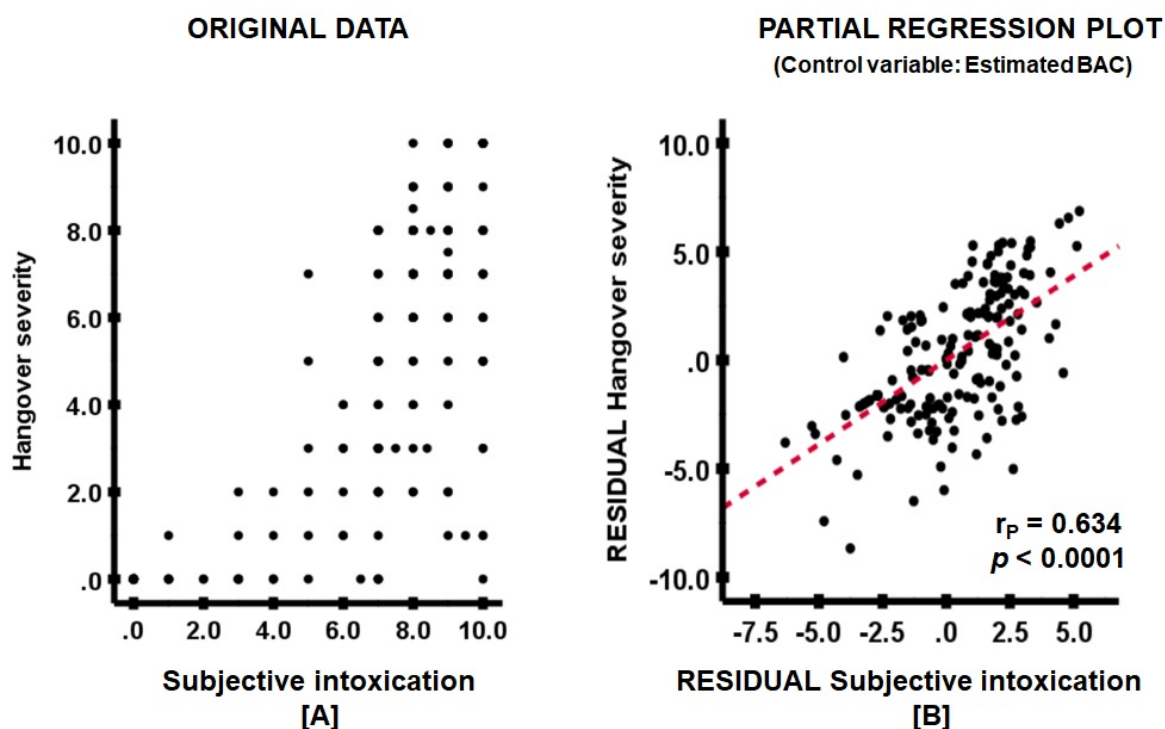 ORIGINAL DATA
10.0
8.0
6.0
4.0
2.0
.0
Hangover severity
.0 2.0 4.0 6.0 8.0 10.0
Subjective intoxication
[A]
PARTIAL REGRESSION PLOT
(Control variable: Estimated BAC)
10.0
5.0
.0
-5.0
-10.0
RESIDUAL Hangover severity
rP = 0.634
p < 0.0001
-7.5 -5.0 -2.5 .0 2.5 5.0
RESIDUAL Subjective intoxication
[B]